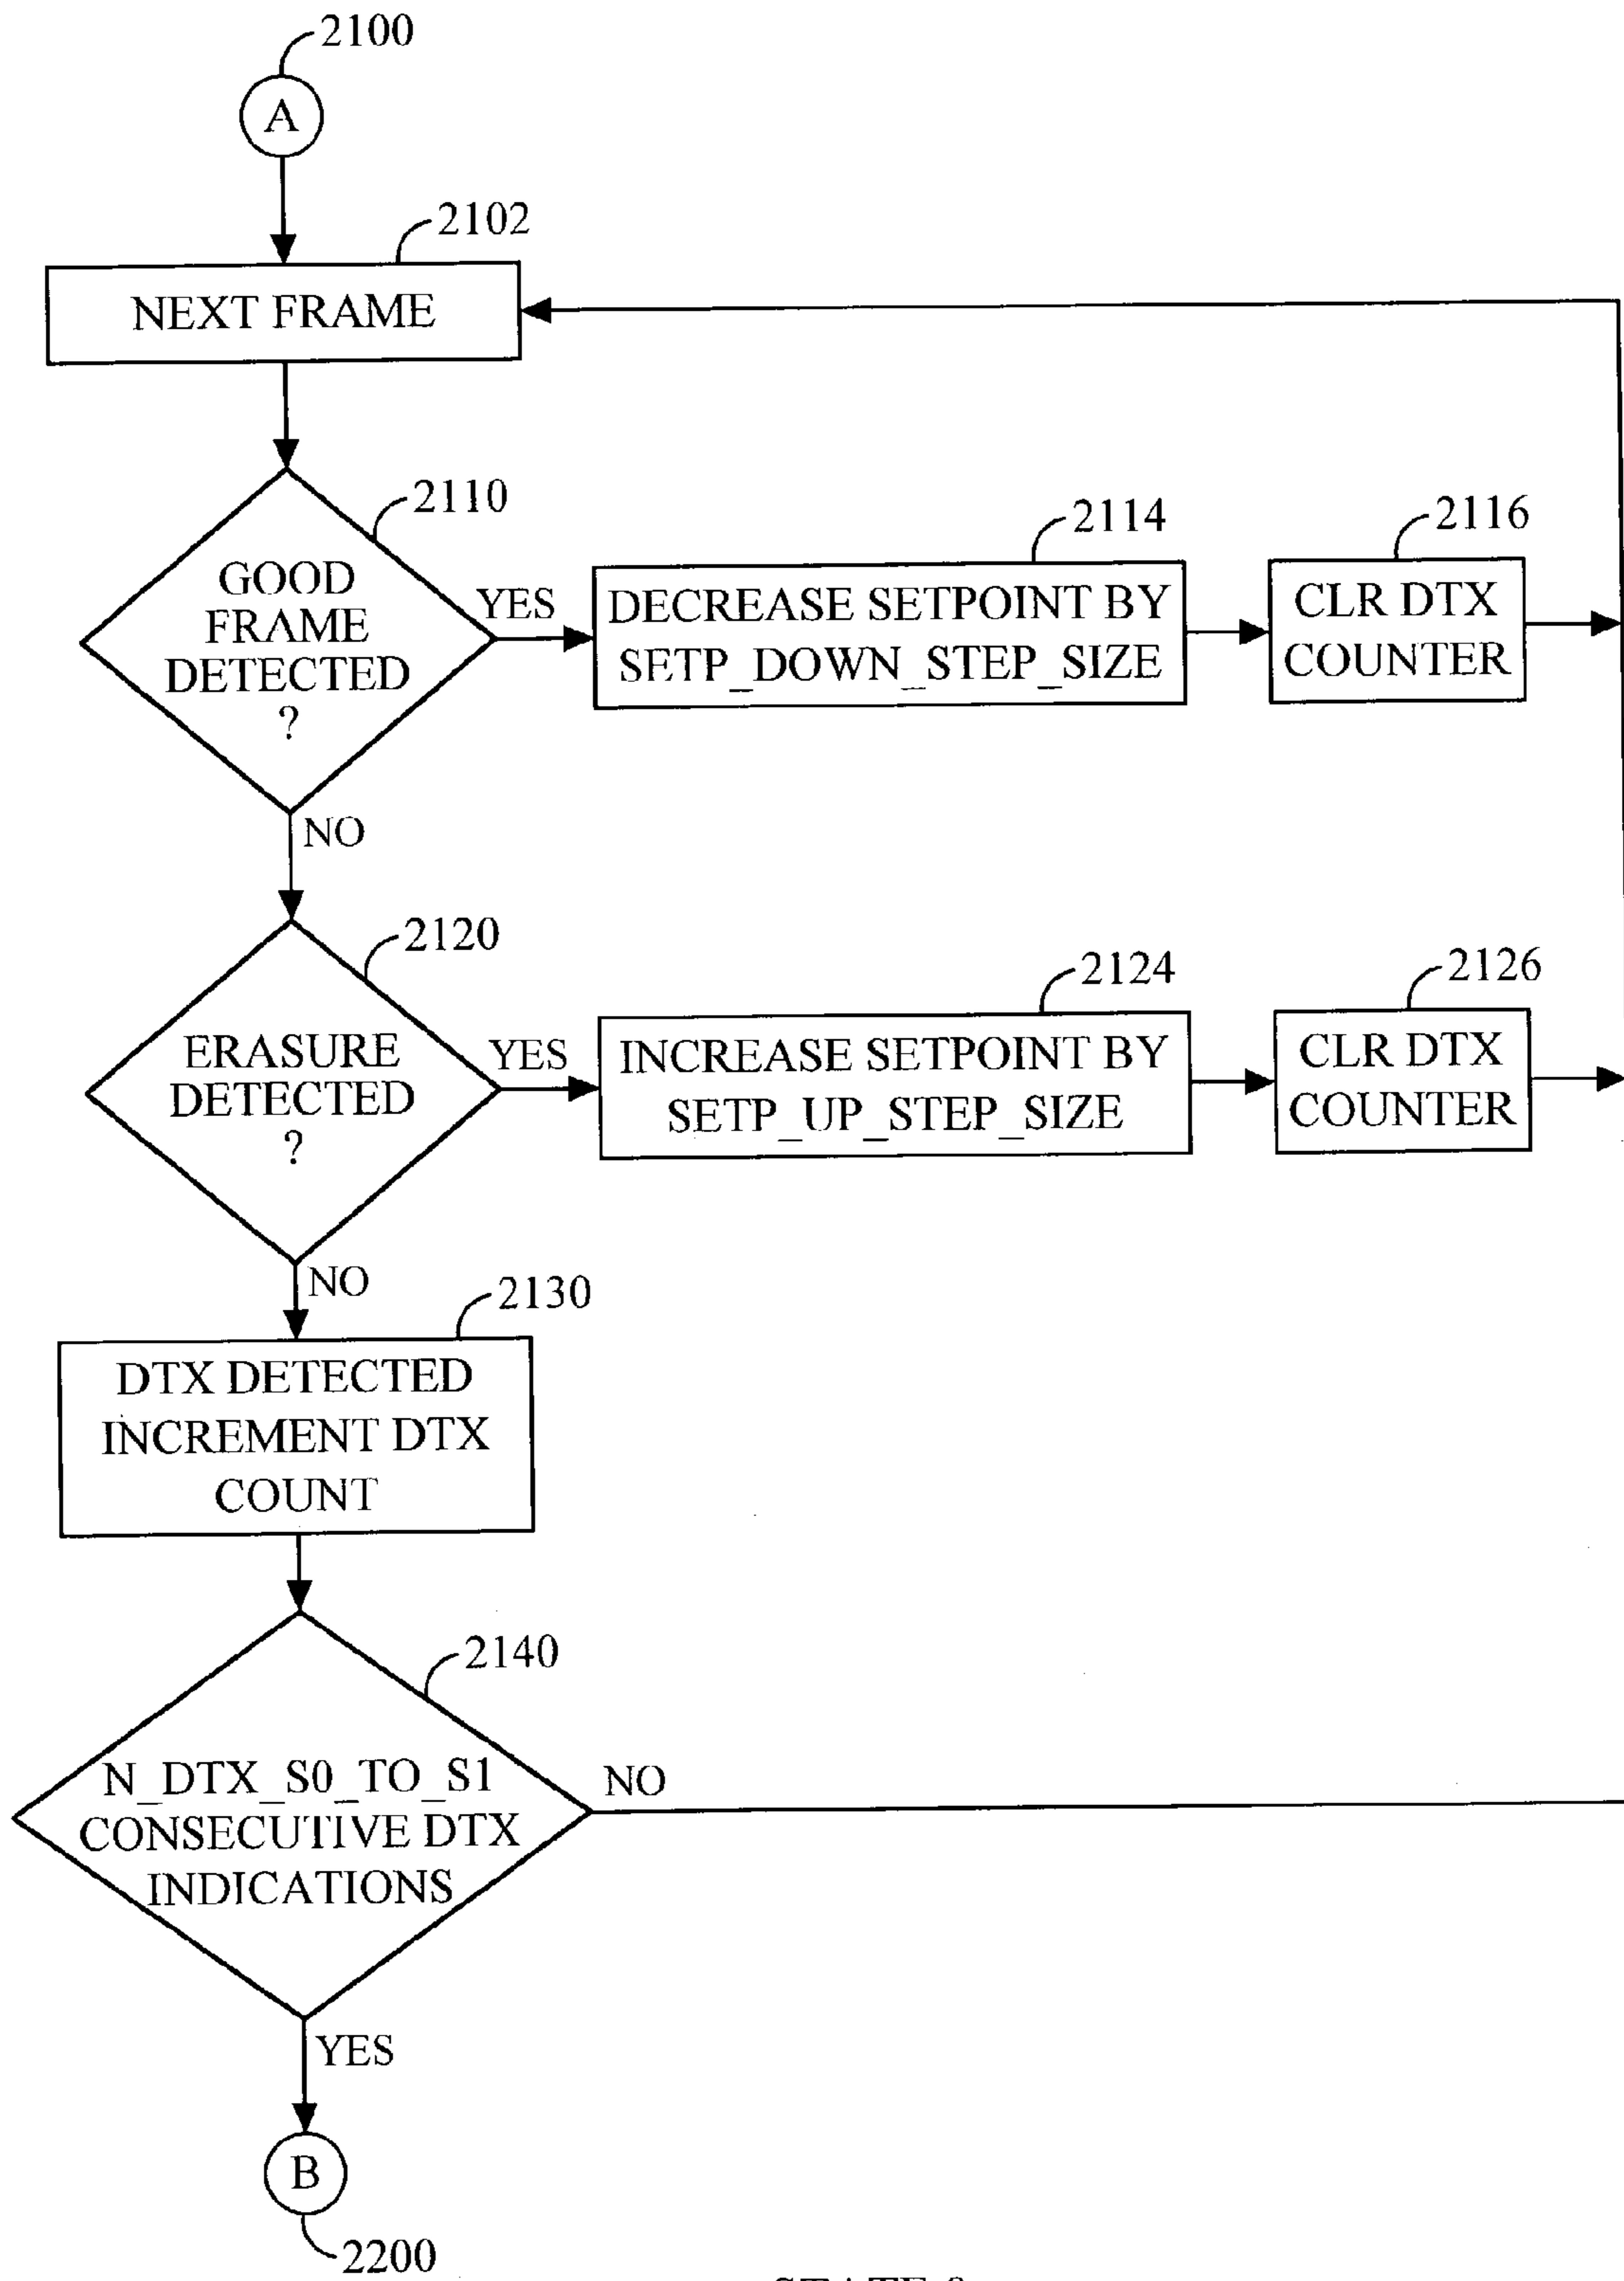 2100
A
2102
NEXT FRAME
2110
GOOD
FRAME
DETECTED
?
YES
2114
DECREASE SETPOINT BY
SETP_DOWN_STEP_SIZE
2116
CLR DTX
COUNTER
NO
2120
ERASURE
DETECTED
?
YES
2124
INCREASE SETPOINT BY
SETP_UP_STEP_SIZE
2126
CLR DTX
COUNTER
NO
2130
DTX DETECTED
INCREMENT DTX
COUNT
2140
N_DTX_S0_TO_S1
CONSECUTIVE DTX
INDICATIONS
NO
YES
B
2200